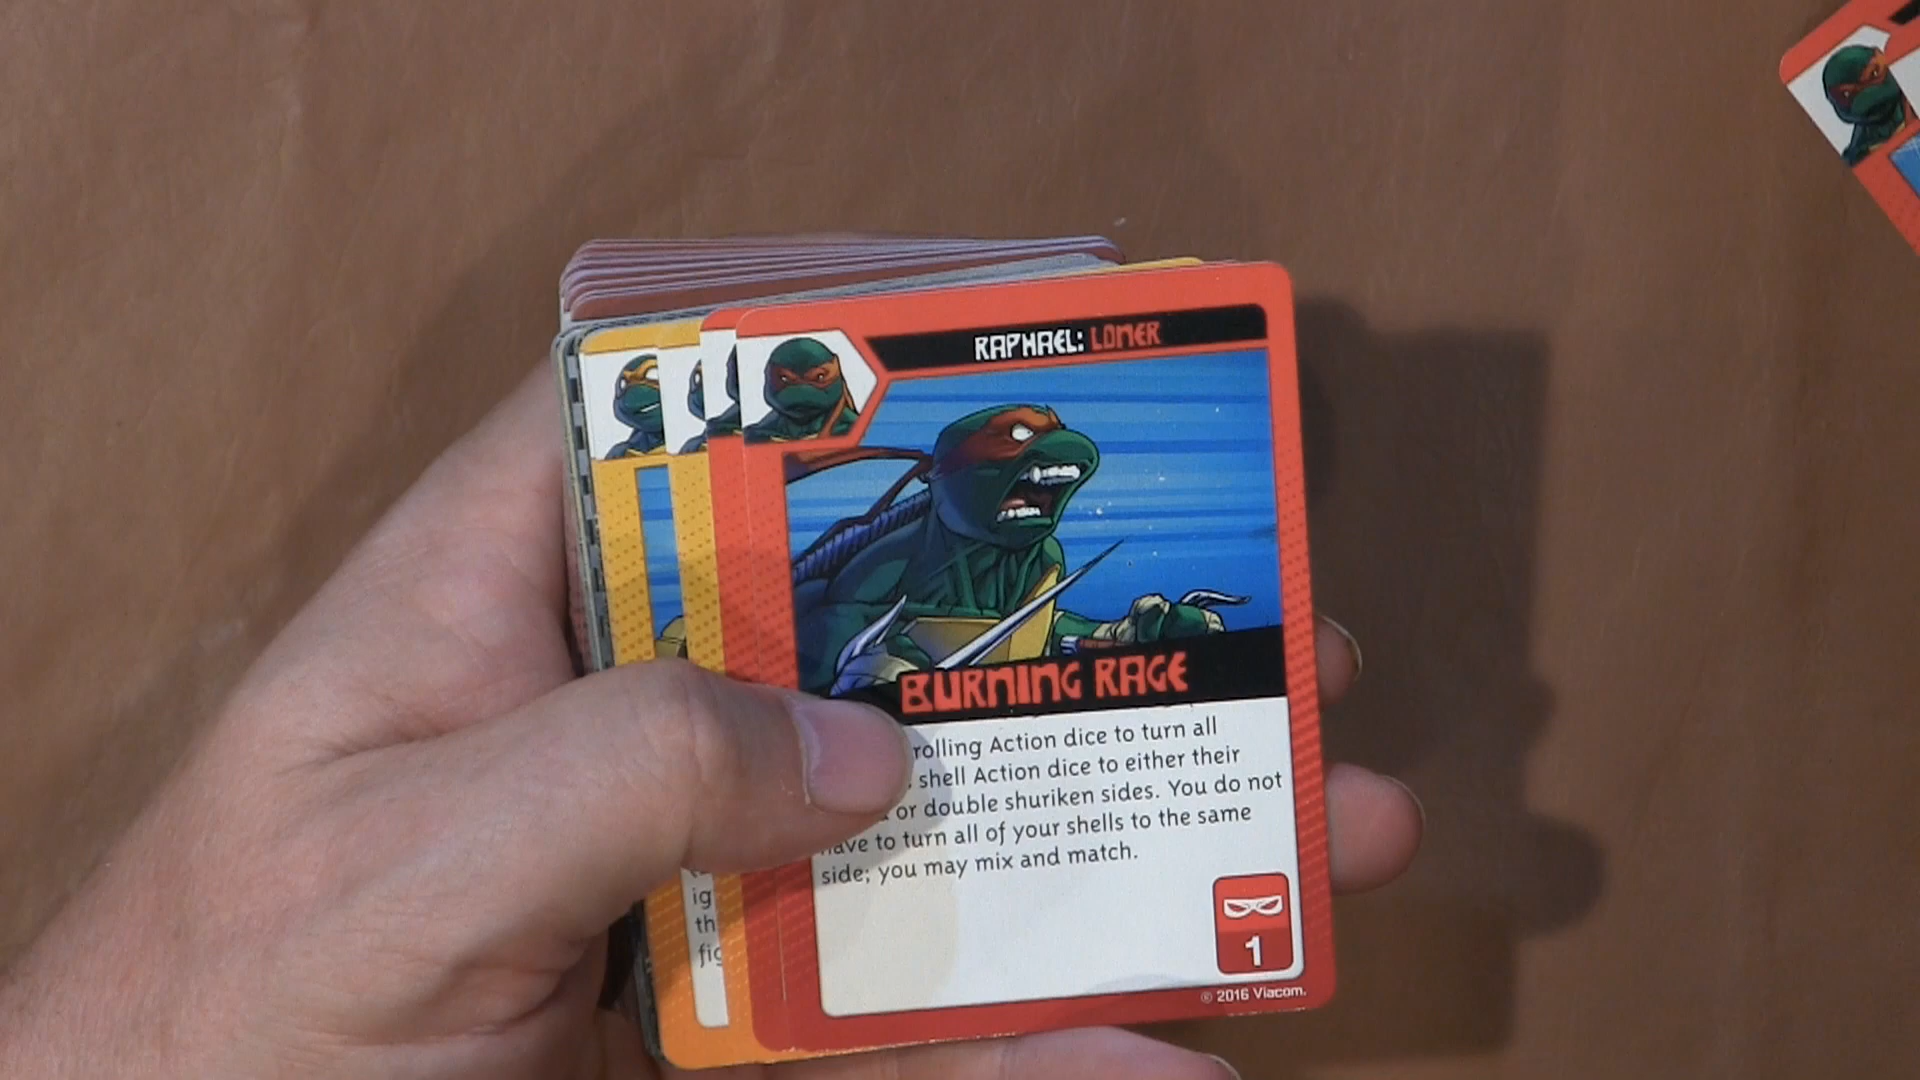 RAPHAEL: LONER
BURNING RAGE
rolling Action dice to turn all
shell Action dice to either their
or double shuriken sides. You do not
have to turn all of your shells to the same
side; you may mix and match.
1
© 2016 Viacom.
ig
th
fig